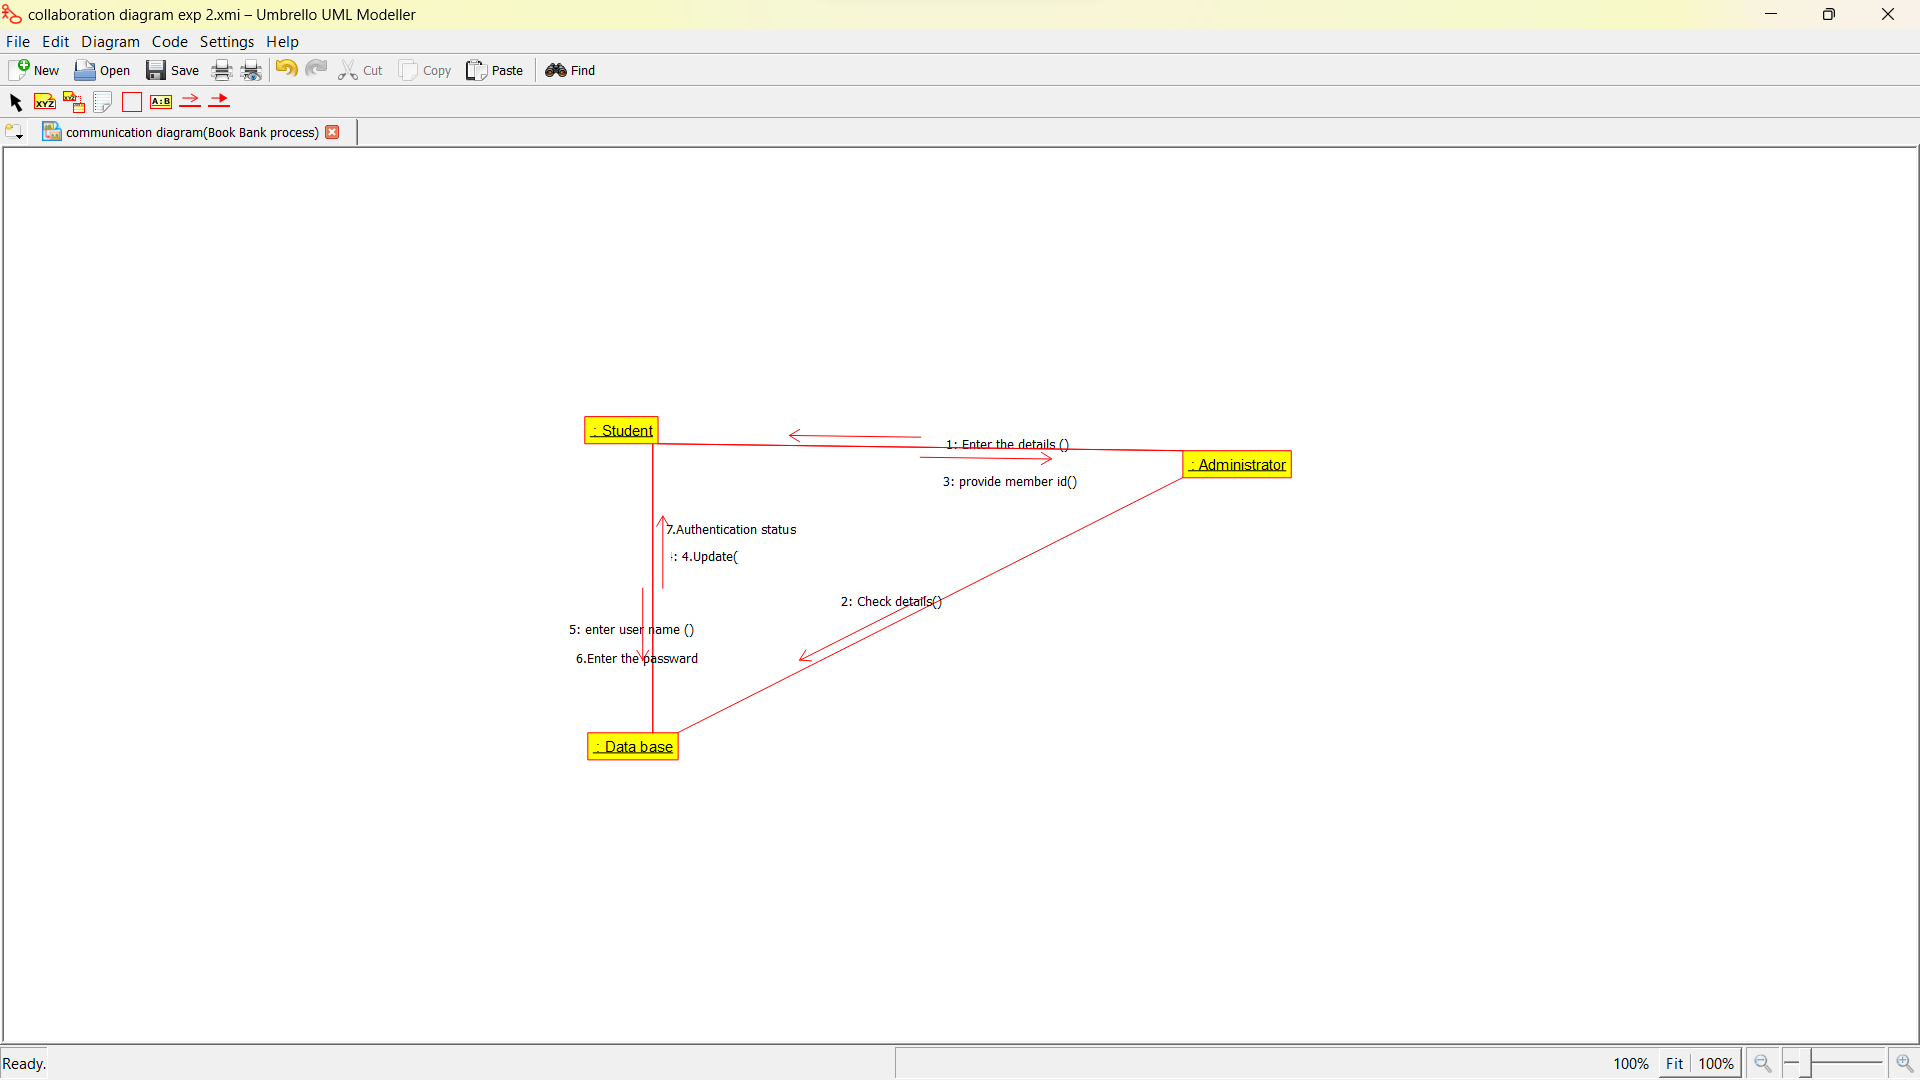 collaboration diagram exp 2.xmi – Umbrello UML Modeller
File Edit Diagram Code Settings Help
New Open Save Cut Copy Paste Find
XYZ XYZ A:B
communication diagram(Book Bank process)
: Student
1: Enter the details ()
: Administrator
3: provide member id()
7.Authentication status
: 4.Update(
2: Check details()
5: enter user name ()
6.Enter the passward
: Data base
Ready. 100% Fit 100%